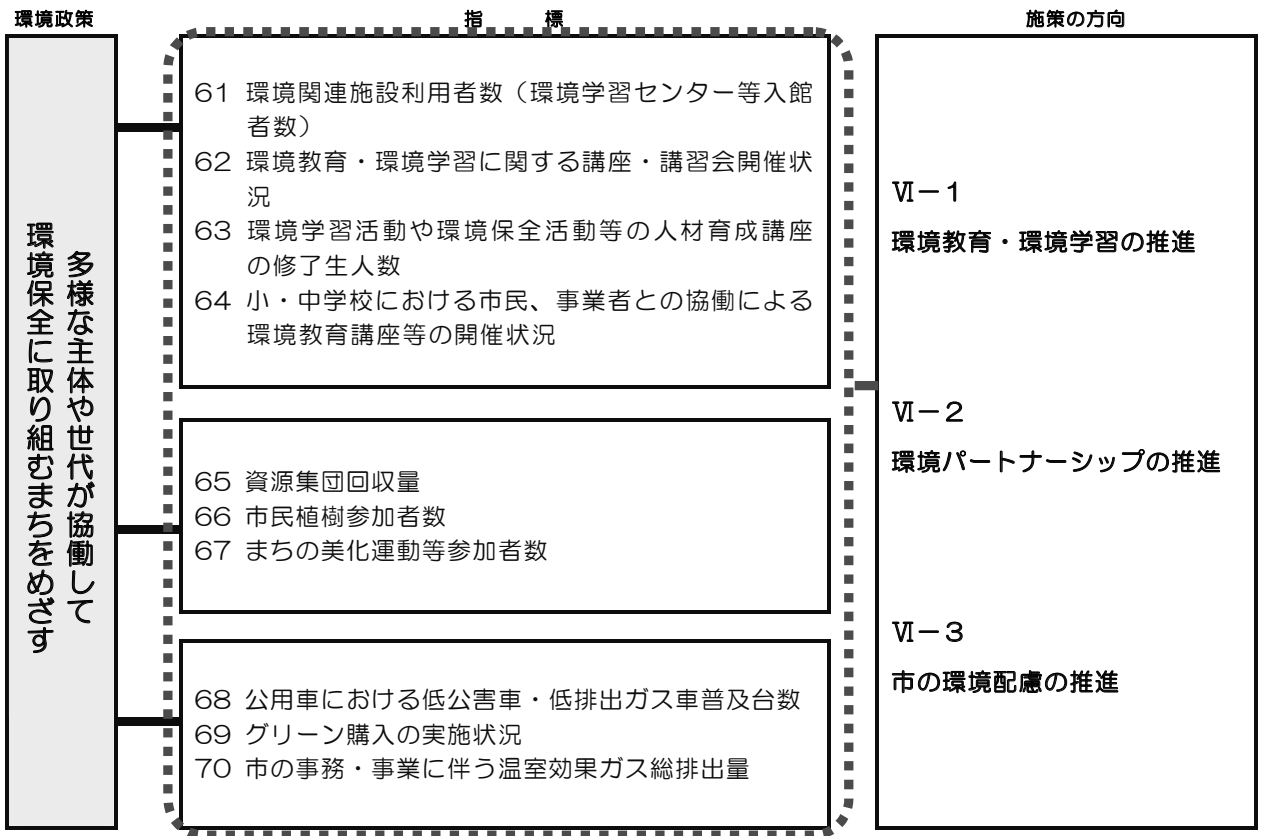 環境政策
指　標
施策の方向
多様な主体や世代が協働して
環境保全に取り組むまちをめざす
61 環境関連施設利用者数（環境学習センター等入館
者数）
62 環境教育・環境学習に関する講座・講習会開催状
況
63 環境学習活動や環境保全活動等の人材育成講座
の修了生人数
64 小・中学校における市民、事業者との協働による
環境教育講座等の開催状況
65 資源集団回収量
66 市民植樹参加者数
67 まちの美化運動等参加者数
68 公用車における低公害車・低排出ガス車普及台数
69 グリーン購入の実施状況
70 市の事務・事業に伴う温室効果ガス総排出量
Ⅵ－１
環境教育・環境学習の推進
Ⅵ－２
環境パートナーシップの推進
Ⅵ－３
市の環境配慮の推進